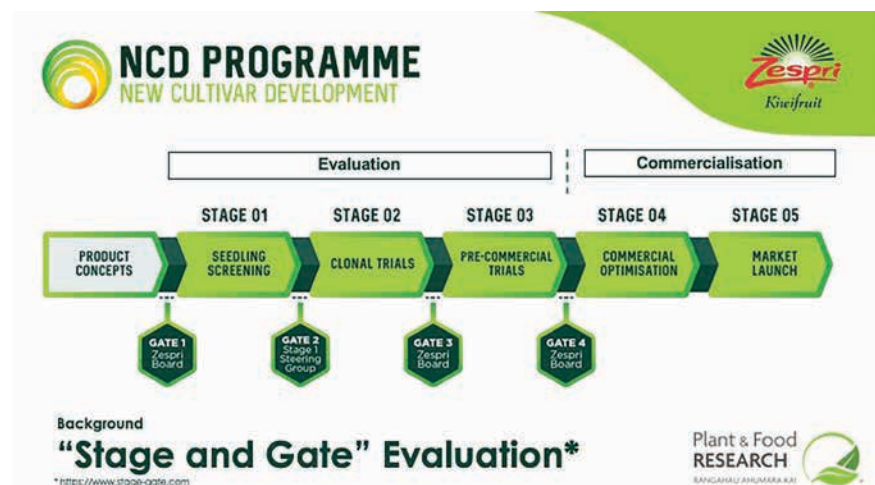 NCD PROGRAMME
NEW CULTIVAR DEVELOPMENT
Zespri
Kiwifruit
Evaluation
Commercialisation
STAGE 01
STAGE 02
STAGE 03
STAGE 04
STAGE 05
PRODUCT
CONCEPTS
SEEDLING
SCREENING
CLONAL TRIALS
PRE-COMMERCIAL
TRIALS
COMMERCIAL
OPTIMISATION
MARKET
LAUNCH
GATE 1
Zespri
Board
GATE 2
Stage 1
Steering
Group
GATE 3
Zespri
Board
GATE 4
Zespri
Board
Background
“Stage and Gate” Evaluation*
* https://www.stage-gate.com
Plant & Food
RESEARCH
RANGAHAU AHUMARA KAI